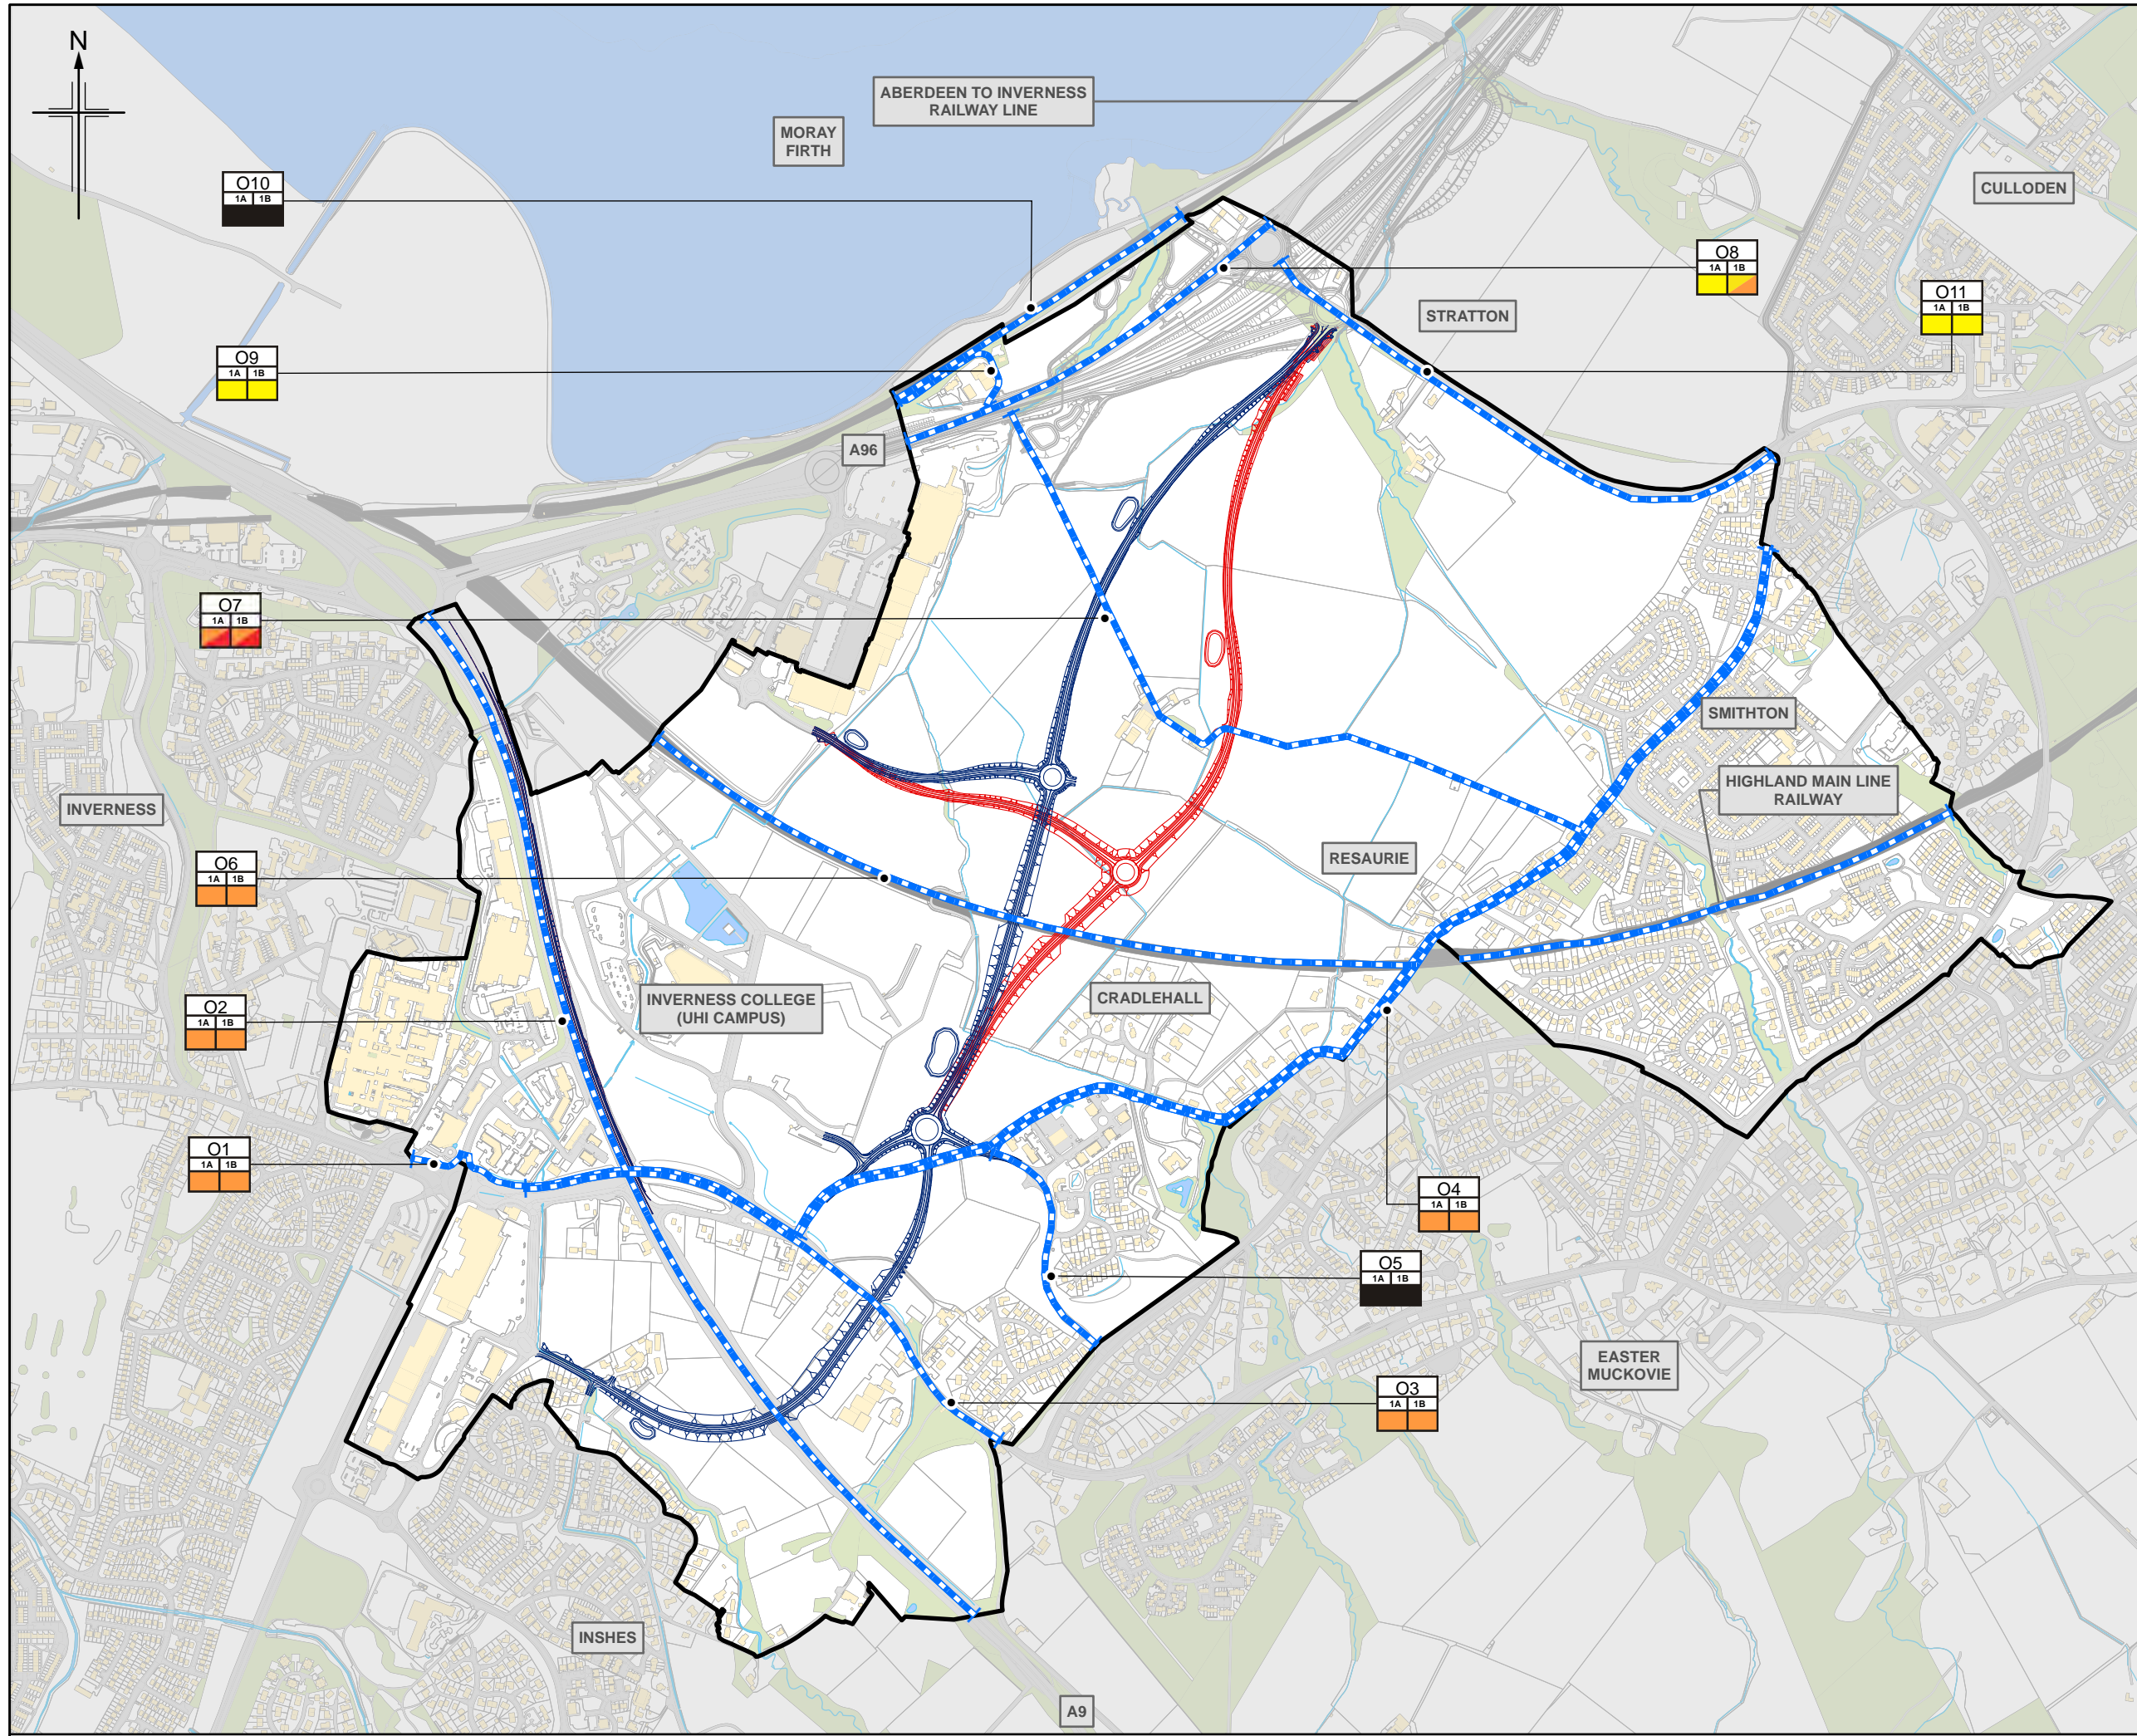 N
ABERDEEN TO INVERNESS
RAILWAY LINE
MORAY
FIRTH
O10
1A 1B
CULLODEN
O8
1A 1B
O11
1A 1B
STRATTON
O9
1A 1B
A96
O7
1A 1B
SMITHTON
HIGHLAND MAIN LINE
RAILWAY
INVERNESS
RESAURIE
O6
1A 1B
INVERNESS COLLEGE
(UHI CAMPUS)
CRADLEHALL
O2
1A 1B
O1
1A 1B
O4
1A 1B
O5
1A 1B
EASTER
MUCKOVIE
O3
1A 1B
INSHES
A9